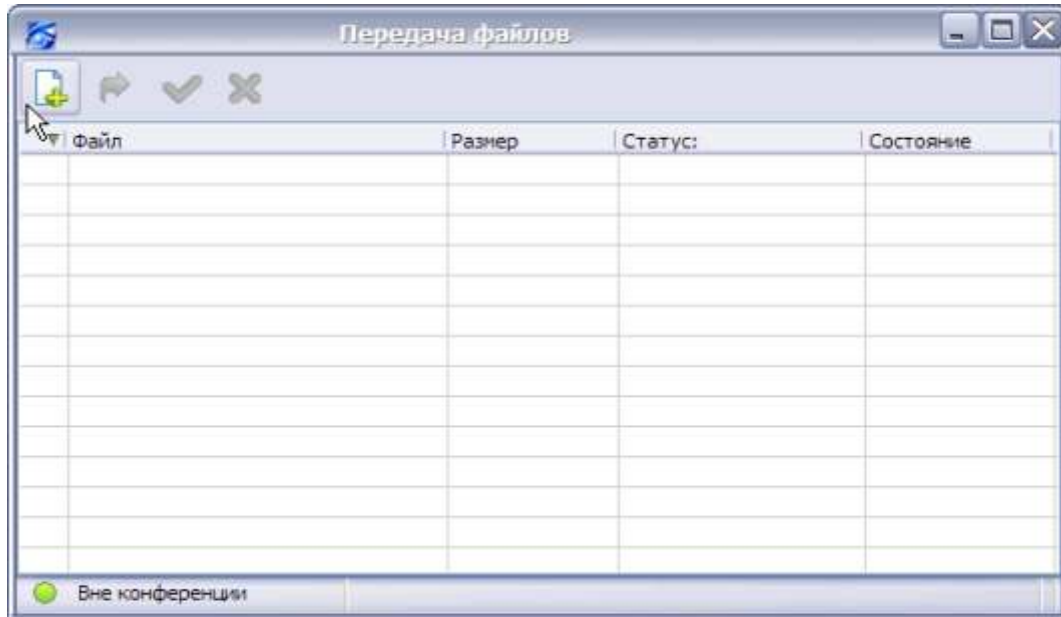 Передача файлов
Файл Размер Статус: Состояние
Вне конференции